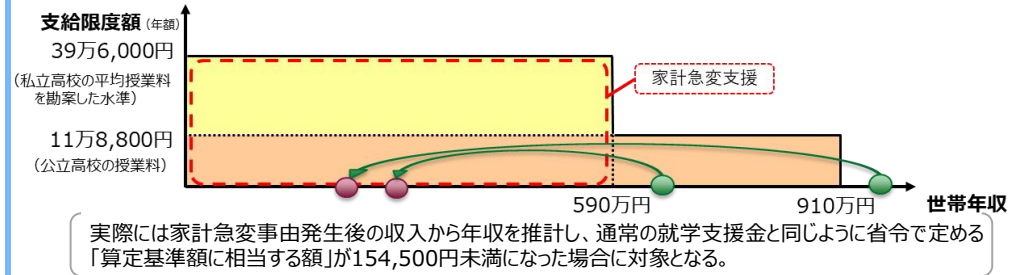 支給限度額（年額）
39万6,000円
（私立高校の平均授業料
を勘案した水準）
家計急変支援
11万8,800円
（公立高校の授業料）
590万円
910万円
世帯年収
実際には家計急変事由発生後の収入から年収を推計し、通常の就学支援金と同じように省令で定める
「算定基準額に相当する額」が154,500円未満になった場合に対象となる。